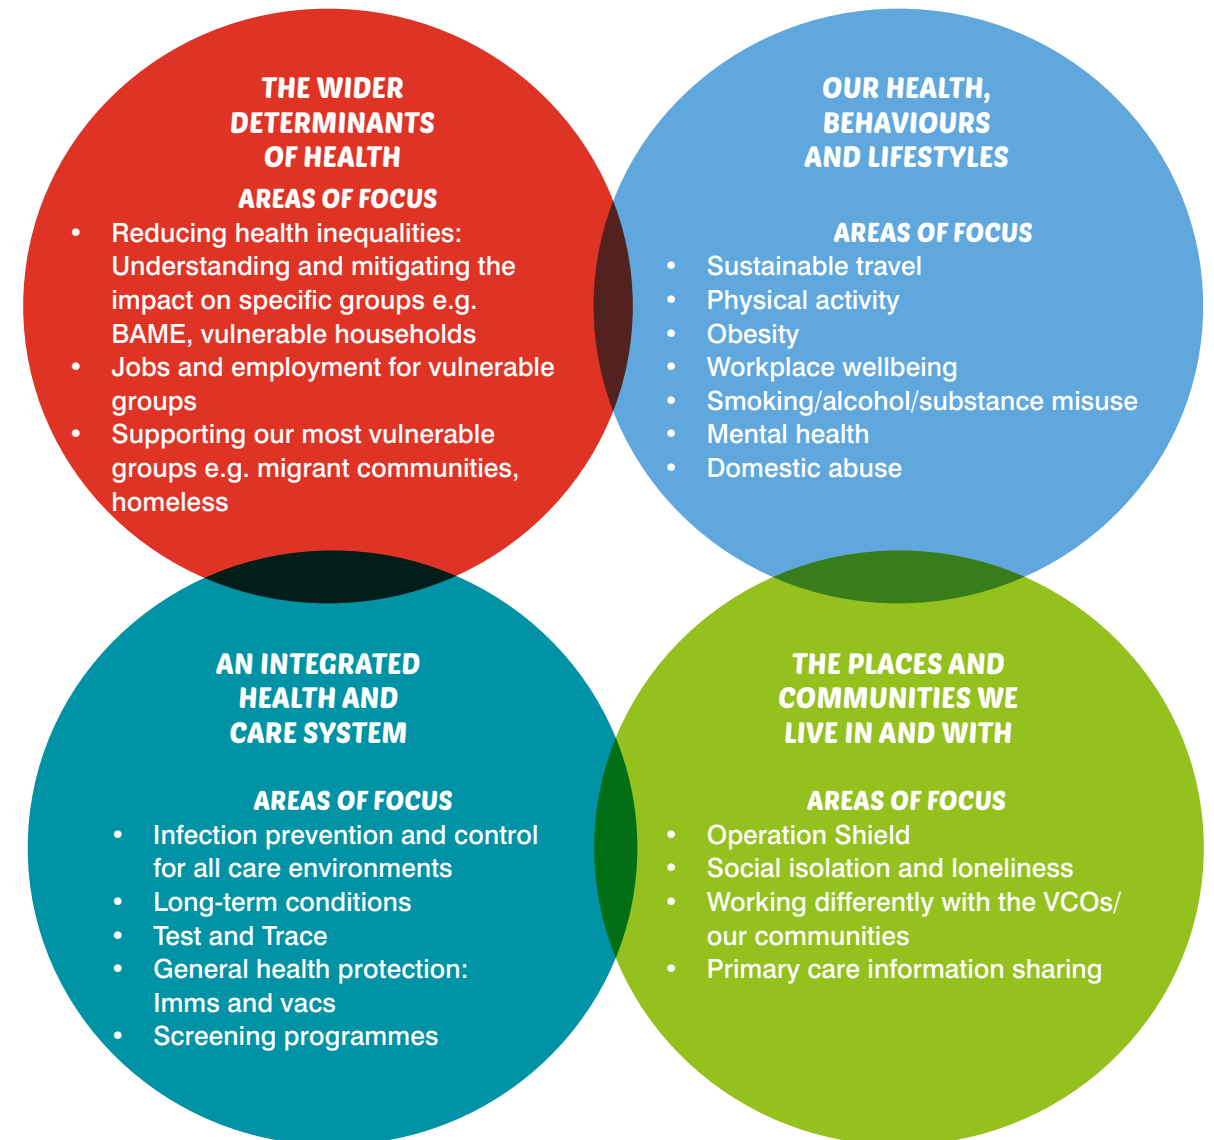 THE WIDER
DETERMINANTS
OF HEALTH
AREAS OF FOCUS
• Reducing health inequalities:
Understanding and mitigating the
impact on specific groups e.g.
BAME, vulnerable households
• Jobs and employment for vulnerable
groups
• Supporting our most vulnerable
groups e.g. migrant communities,
homeless
OUR HEALTH,
BEHAVIOURS
AND LIFESTYLES
AREAS OF FOCUS
• Sustainable travel
• Physical activity
• Obesity
• Workplace wellbeing
• Smoking/alcohol/substance misuse
• Mental health
• Domestic abuse
AN INTEGRATED
HEALTH AND
CARE SYSTEM
AREAS OF FOCUS
• Infection prevention and control
for all care environments
• Long-term conditions
• Test and Trace
• General health protection:
Imms and vacs
• Screening programmes
THE PLACES AND
COMMUNITIES WE
LIVE IN AND WITH
AREAS OF FOCUS
• Operation Shield
• Social isolation and loneliness
• Working differently with the VCOs/
our communities
• Primary care information sharing